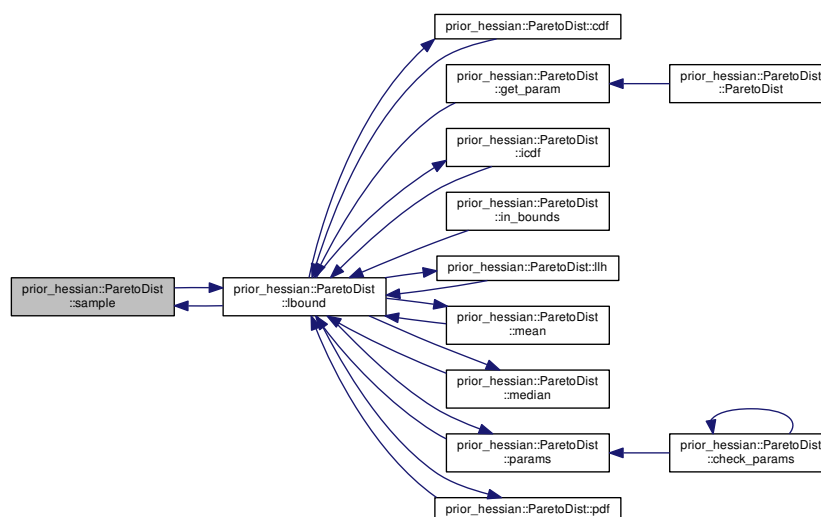 prior_hessian::ParetoDist::cdf
prior_hessian::ParetoDist
::get_param
prior_hessian::ParetoDist
::ParetoDist
prior_hessian::ParetoDist
::icdf
prior_hessian::ParetoDist
::in_bounds
prior_hessian::ParetoDist
::sample
prior_hessian::ParetoDist
::lbound
prior_hessian::ParetoDist::llh
prior_hessian::ParetoDist
::mean
prior_hessian::ParetoDist
::median
prior_hessian::ParetoDist
::params
prior_hessian::ParetoDist
::check_params
prior_hessian::ParetoDist::pdf